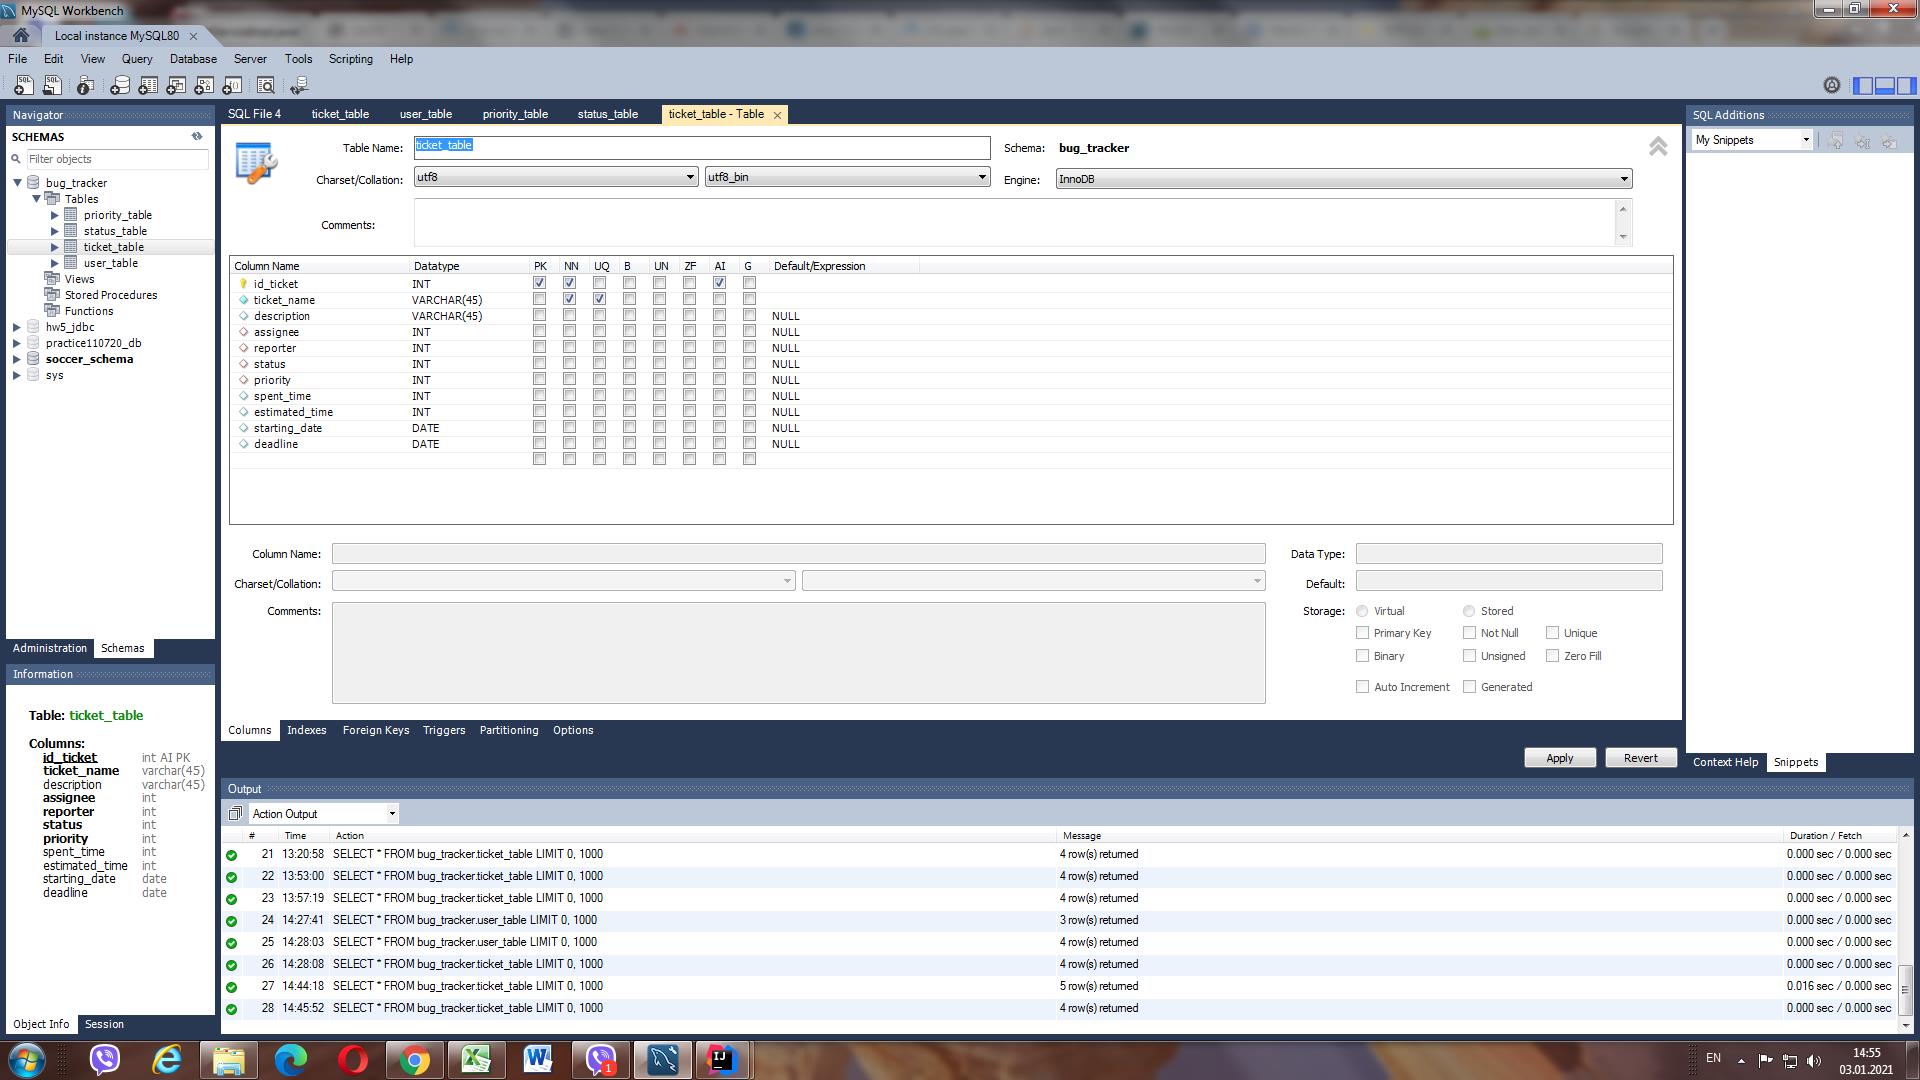 MySQL Workbench
Local instance MySQL80
File Edit View Query Database Server Tools Scripting Help
Navigator
SCHEMAS
Filter objects
bug_tracker
Tables
priority_table
status_table
ticket_table
user_table
Views
Stored Procedures
Functions
hw5_jdbc
practice110720_db
soccer_schema
sys
Administration Schemas
Information
Table: ticket_table
Columns:
id_ticket int AI PK
ticket_name varchar(45)
description varchar(45)
assignee int
reporter int
status int
priority int
spent_time int
estimated_time int
starting_date date
deadline date
Object Info Session
SQL File 4 ticket_table user_table priority_table status_table ticket_table - Table
Table Name: ticket_table Schema: bug_tracker
Charset/Collation: utf8 utf8_bin Engine: InnoDB
Comments:
Column Name Datatype PK NN UQ B UN ZF AI G Default/Expression
id_ticket INT
ticket_name VARCHAR(45)
description VARCHAR(45) NULL
assignee INT NULL
reporter INT NULL
status INT NULL
priority INT NULL
spent_time INT NULL
estimated_time INT NULL
starting_date DATE NULL
deadline DATE NULL
Column Name: Data Type:
Charset/Collation: Default:
Comments: Storage: Virtual Stored
Primary Key Not Null Unique
Binary Unsigned Zero Fill
Auto Increment Generated
Columns Indexes Foreign Keys Triggers Partitioning Options
Apply Revert
SQL Additions
My Snippets
Context Help Snippets
Output
Action Output
# Time Action Message Duration / Fetch
21 13:20:58 SELECT * FROM bug_tracker.ticket_table LIMIT 0, 1000 4 row(s) returned 0.000 sec / 0.000 sec
22 13:53:00 SELECT * FROM bug_tracker.ticket_table LIMIT 0, 1000 4 row(s) returned 0.000 sec / 0.000 sec
23 13:57:19 SELECT * FROM bug_tracker.ticket_table LIMIT 0, 1000 4 row(s) returned 0.000 sec / 0.000 sec
24 14:27:41 SELECT * FROM bug_tracker.user_table LIMIT 0, 1000 3 row(s) returned 0.000 sec / 0.000 sec
25 14:28:03 SELECT * FROM bug_tracker.user_table LIMIT 0, 1000 4 row(s) returned 0.000 sec / 0.000 sec
26 14:28:08 SELECT * FROM bug_tracker.ticket_table LIMIT 0, 1000 4 row(s) returned 0.000 sec / 0.000 sec
27 14:44:18 SELECT * FROM bug_tracker.ticket_table LIMIT 0, 1000 5 row(s) returned 0.016 sec / 0.000 sec
28 14:45:52 SELECT * FROM bug_tracker.ticket_table LIMIT 0, 1000 4 row(s) returned 0.000 sec / 0.000 sec
1
IJ
EN
14:55
03.01.2021